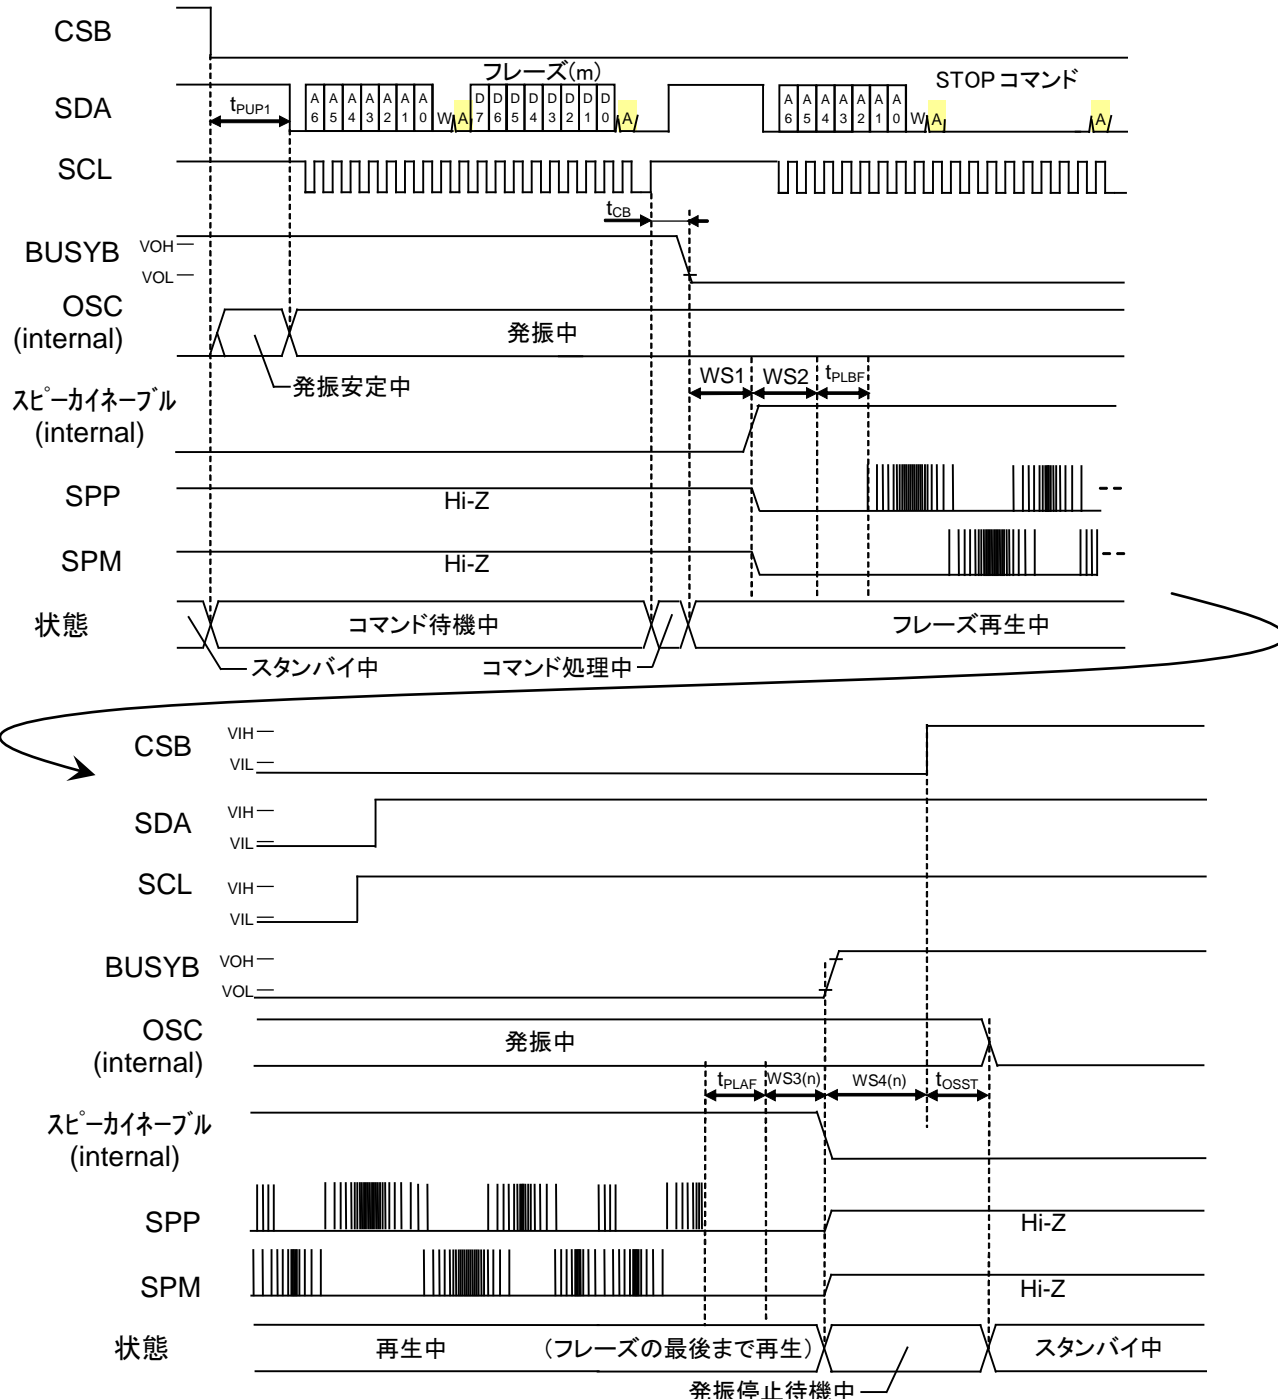 CSB
フレーズ(m)
STOP コマンド
SDA
tPUP1
A6 A5 A4 A3 A2 A1 A0 W A D7 D6 D5 D4 D3 D2 D1 D0 A
A6 A5 A4 A3 A2 A1 A0 W A
A
SCL
tCB
BUSYB
VOH
VOL
OSC
(internal)
発振中
発振安定中
WS1 WS2 tPLBF
スピーカイネーブル
(internal)
SPP
Hi-Z
SPM
Hi-Z
状態
コマンド待機中
フレーズ再生中
スタンバイ中
コマンド処理中
CSB
VIH
VIL
SDA
VIH
VIL
SCL
VIH
VIL
BUSYB
VOH
VOL
OSC
(internal)
発振中
tPLAF WS3(n) WS4(n) tOSST
スピーカイネーブル
(internal)
SPP
Hi-Z
SPM
Hi-Z
状態
再生中
(フレーズの最後まで再生)
スタンバイ中
発振停止待機中